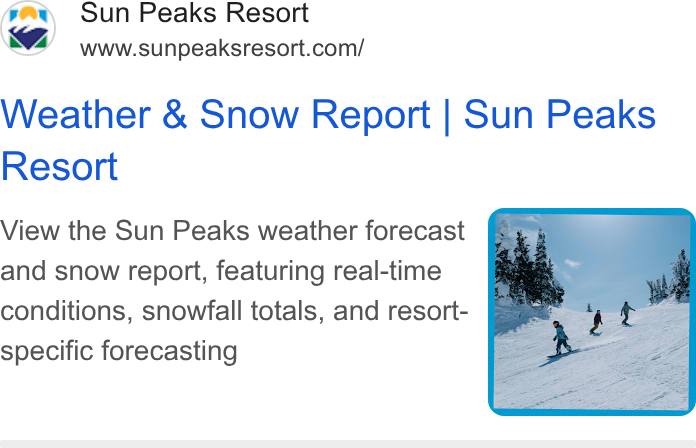 Sun Peaks Resort
www.sunpeaksresort.com/
Weather & Snow Report | Sun Peaks
Resort
View the Sun Peaks weather forecast
and snow report, featuring real-time
conditions, snowfall totals, and resort-
specific forecasting